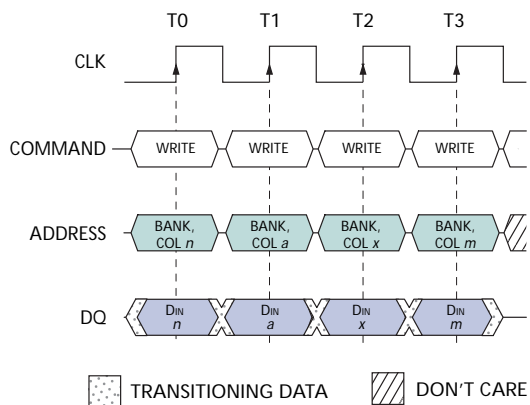 T0 T1 T2 T3
CLK
COMMAND WRITE WRITE WRITE WRITE
ADDRESS BANK, COL n BANK, COL a BANK, COL x BANK, COL m
DQ DIN n DIN a DIN x DIN m
TRANSITIONING DATA DON'T CARE